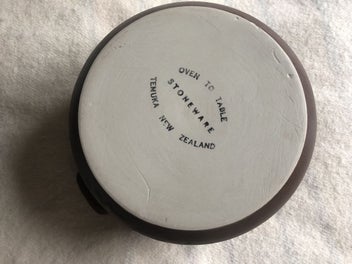 OVEN TO TABLE
STONEWARE
TEMUKA NEW ZEALAND